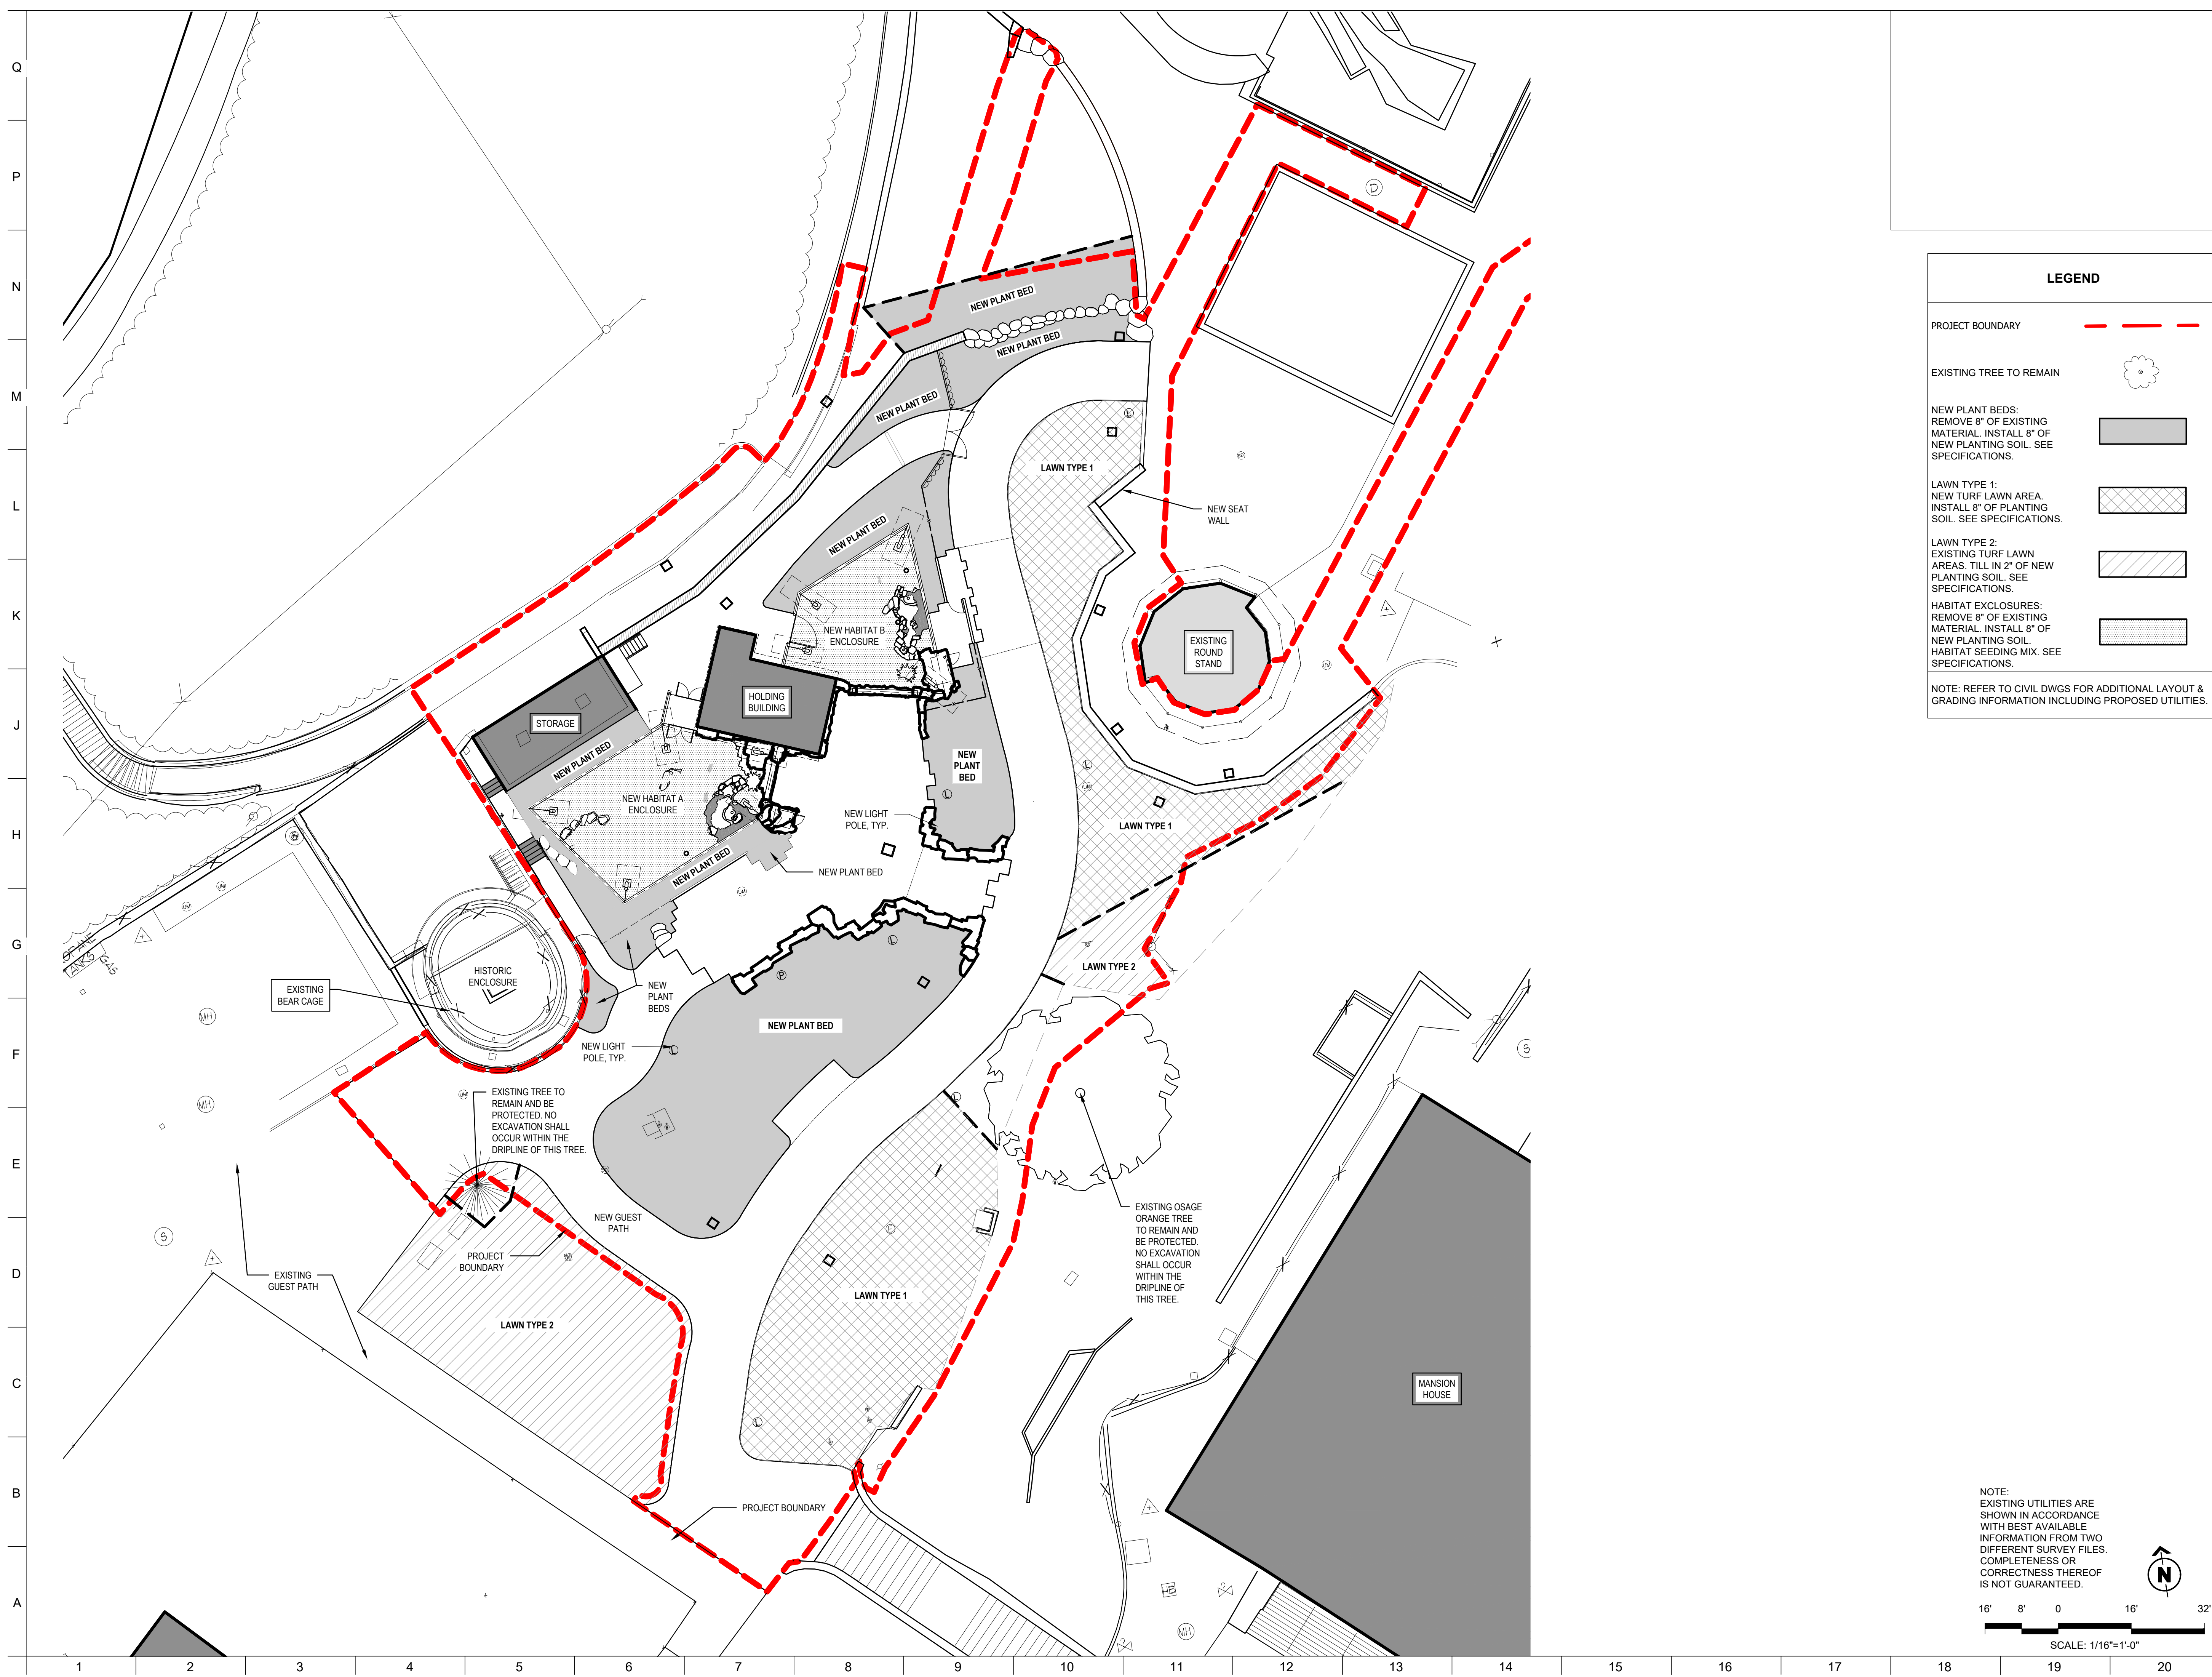 Q
P
N
M
L
K
J
H
G
F
E
D
C
B
A
1
2
3
4
5
6
7
8
9
10
11
12
13
14
15
16
17
18
19
20
D
NEW PLANT BED
NEW PLANT BED
NEW PLANT BED
L
LAWN TYPE 1
NEW SEAT
WALL
NEW PLANT BED
NEW HABITAT B
ENCLOSURE
EXISTING
ROUND
STAND
UMI
HOLDING
BUILDING
STORAGE
NEW PLANT BED
NEW
PLANT
BED
L
L
UMI
NEW HABITAT A
ENCLOSURE
NEW LIGHT
POLE, TYP.
LAWN TYPE 1
NEW PLANT BED
NEW PLANT BED
UMI
UMI
UMI
L
P
LAWN TYPE 2
GAS
HISTORIC
ENCLOSURE
EXISTING
BEAR CAGE
NEW
PLANT
BEDS
MH
NEW PLANT BED
NEW LIGHT
POLE, TYP.
L
S
MH
UMI
EXISTING TREE TO
REMAIN AND BE
PROTECTED. NO
EXCAVATION SHALL
OCCUR WITHIN THE
DRIPLINE OF THIS TREE.
L
EXISTING OSAGE
ORANGE TREE
TO REMAIN AND
BE PROTECTED.
NO EXCAVATION
SHALL OCCUR
WITHIN THE
DRIPLINE OF
THIS TREE.
NEW GUEST
PATH
S
E
PROJECT
BOUNDARY
EXISTING
GUEST PATH
LAWN TYPE 1
LAWN TYPE 2
MANSION
HOUSE
L
PROJECT BOUNDARY
HB
MH
LEGEND
PROJECT BOUNDARY
EXISTING TREE TO REMAIN
NEW PLANT BEDS:
REMOVE 8" OF EXISTING
MATERIAL. INSTALL 8" OF
NEW PLANTING SOIL. SEE
SPECIFICATIONS.
LAWN TYPE 1:
NEW TURF LAWN AREA.
INSTALL 8" OF PLANTING
SOIL. SEE SPECIFICATIONS.
LAWN TYPE 2:
EXISTING TURF LAWN
AREAS. TILL IN 2" OF NEW
PLANTING SOIL. SEE
SPECIFICATIONS.
HABITAT EXCLOSURES:
REMOVE 8" OF EXISTING
MATERIAL. INSTALL 8" OF
NEW PLANTING SOIL.
HABITAT SEEDING MIX. SEE
SPECIFICATIONS.
NOTE: REFER TO CIVIL DWGS FOR ADDITIONAL LAYOUT &
GRADING INFORMATION INCLUDING PROPOSED UTILITIES.
NOTE:
EXISTING UTILITIES ARE
SHOWN IN ACCORDANCE
WITH BEST AVAILABLE
INFORMATION FROM TWO
DIFFERENT SURVEY FILES.
COMPLETENESS OR
CORRECTNESS THEREOF
IS NOT GUARANTEED.
N
16' 8' 0 16' 32'
SCALE: 1/16"=1'-0"